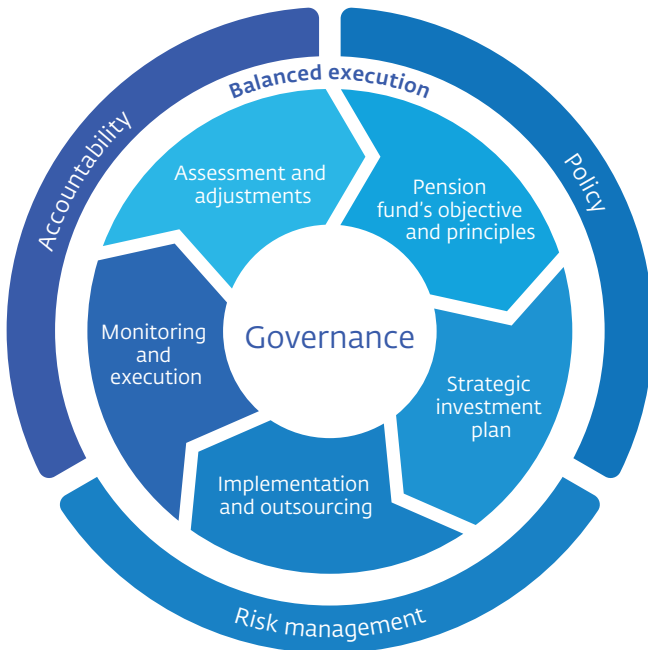 Balanced execution
Accountability
Policy
Assessment and
adjustments
Pension
fund's objective
and principles
Governance
Monitoring
and
execution
Strategic
investment
plan
Implementation
and outsourcing
Risk management